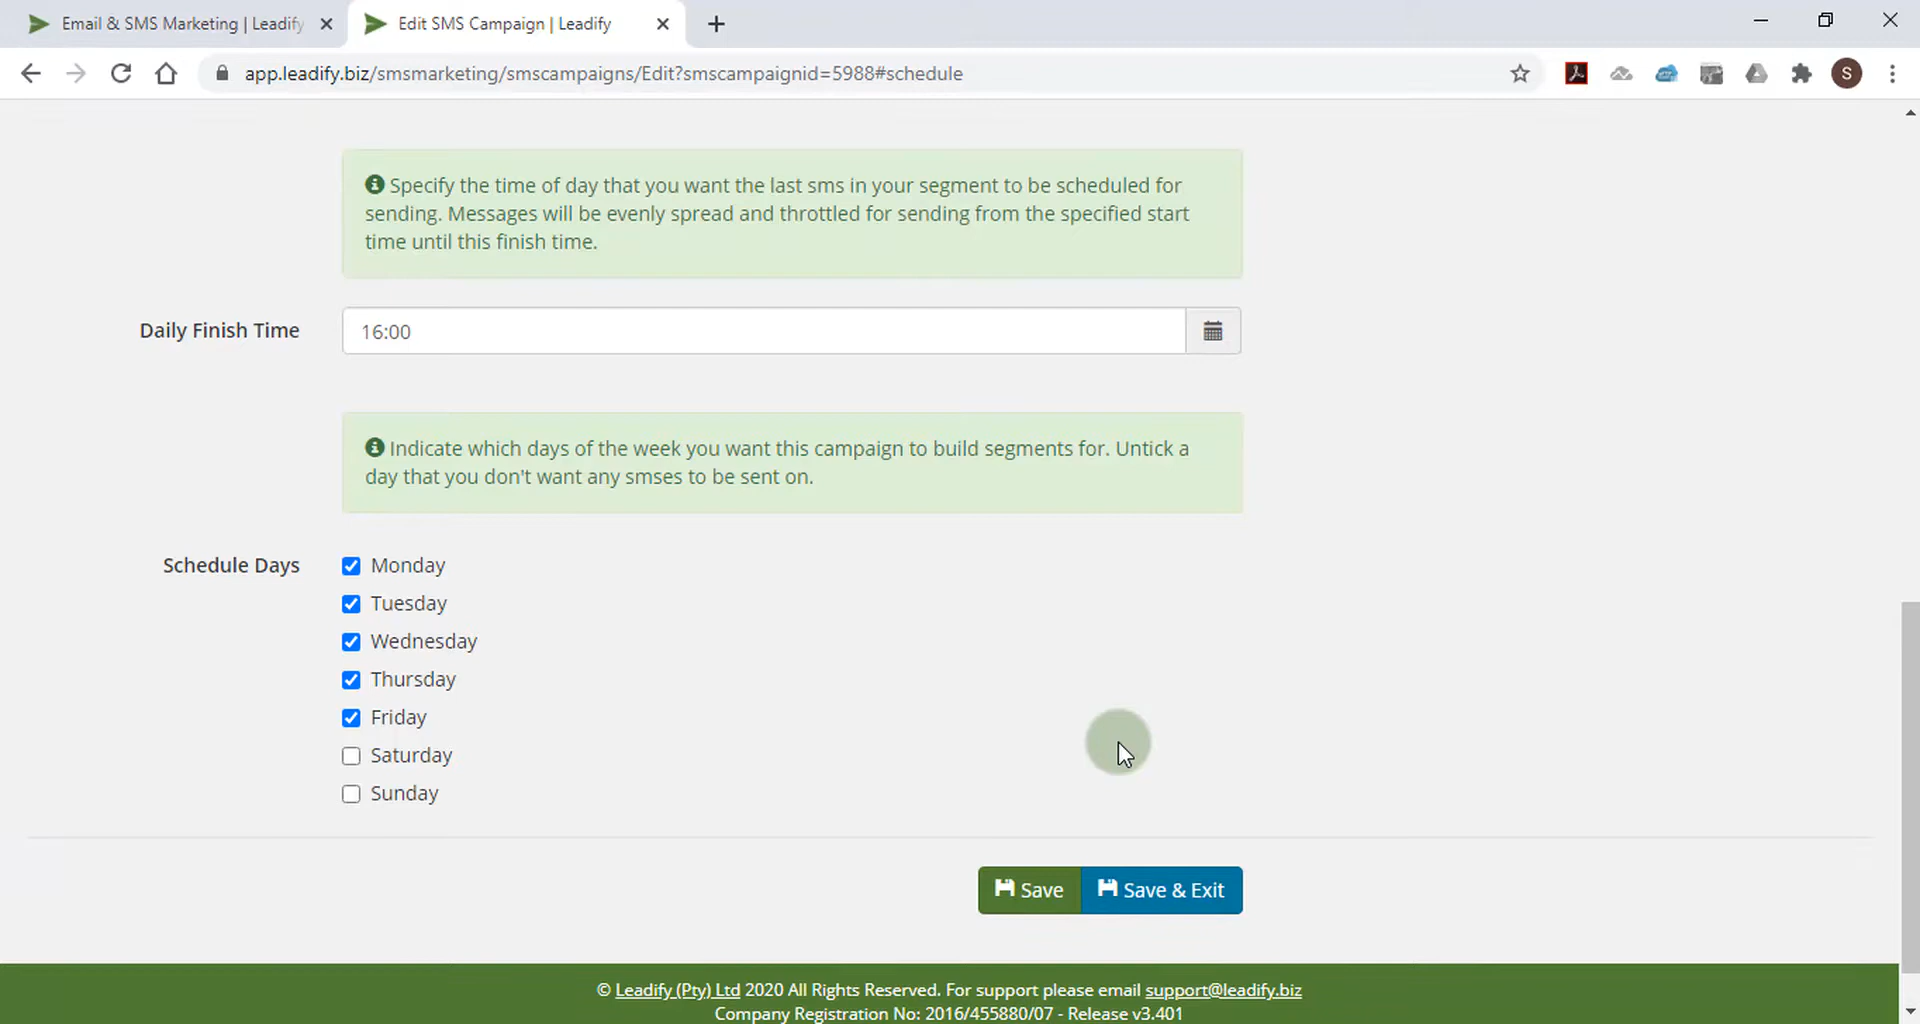 Email & SMS Marketing | Leadify
Edit SMS Campaign | Leadify
app.leadify.biz/smsmarketing/smscampaigns/Edit?smscampaignid=5988#schedule
S
Specify the time of day that you want the last sms in your segment to be scheduled for
sending. Messages will be evenly spread and throttled for sending from the specified start
time until this finish time.
Daily Finish Time
16:00
Indicate which days of the week you want this campaign to build segments for. Untick a
day that you don't want any smses to be sent on.
Schedule Days
Monday
Tuesday
Wednesday
Thursday
Friday
Saturday
Sunday
Save
Save & Exit
© Leadify (Pty) Ltd 2020 All Rights Reserved. For support please email support@leadify.biz
Company Registration No: 2016/455880/07 - Release v3.401